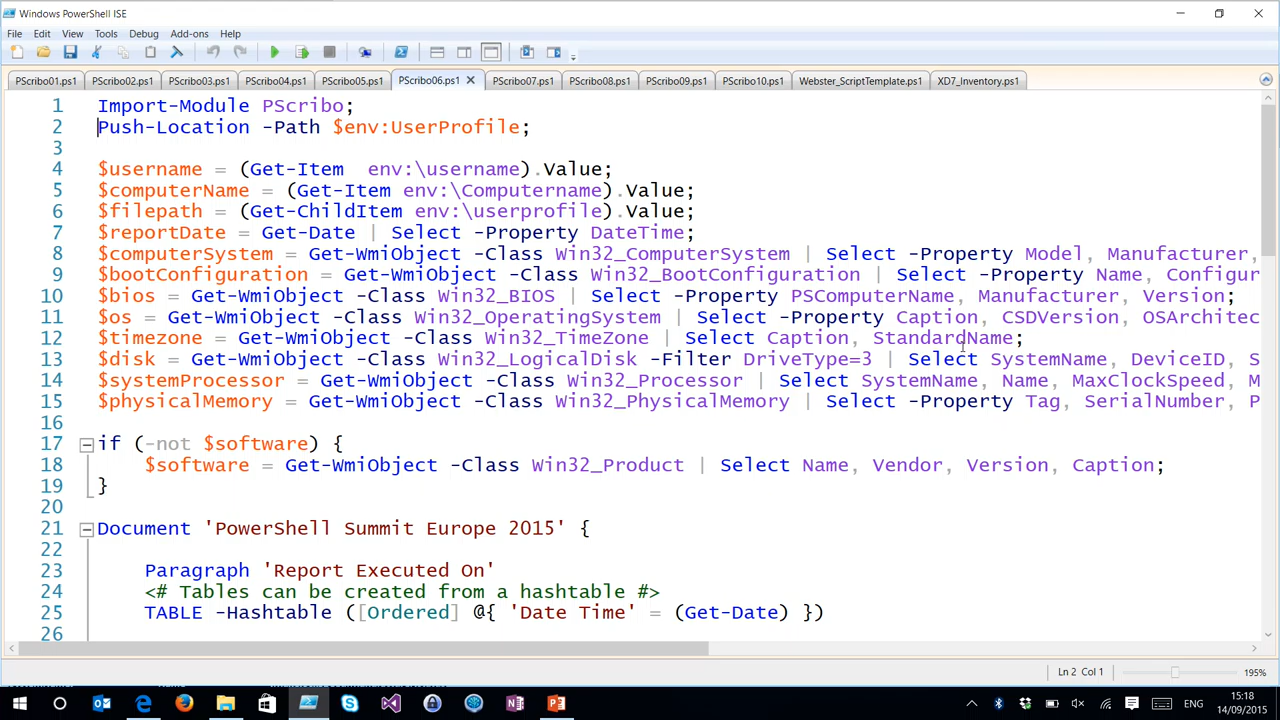 Windows PowerShell ISE
File Edit View Tools Debug Add-ons Help
PScribo01.ps1 PScribo02.ps1 PScribo03.ps1 PScribo04.ps1 PScribo05.ps1 PScribo06.ps1 PScribo07.ps1 PScribo08.ps1 PScribo09.ps1 PScribo10.ps1 Webster_ScriptTemplate.ps1 XD7_Inventory.ps1
1 Import-Module PScribo;
2 Push-Location -Path $env:UserProfile;
3
4 $username = (Get-Item  env:\username).Value;
5 $computerName = (Get-Item env:\Computername).Value;
6 $filepath = (Get-ChildItem env:\userprofile).Value;
7 $reportDate = Get-Date | Select -Property DateTime;
8 $computerSystem = Get-WmiObject -Class Win32_ComputerSystem | Select -Property Model, Manufacturer,
9 $bootConfiguration = Get-WmiObject -Class Win32_BootConfiguration | Select -Property Name, Configur
10 $bios = Get-WmiObject -Class Win32_BIOS | Select -Property PSComputerName, Manufacturer, Version;
11 $os = Get-WmiObject -Class Win32_OperatingSystem | Select -Property Caption, CSDVersion, OSArchitec
12 $timezone = Get-WmiObject -Class Win32_TimeZone | Select Caption, StandardName;
13 $disk = Get-WmiObject -Class Win32_LogicalDisk -Filter DriveType=3 | Select SystemName, DeviceID, S
14 $systemProcessor = Get-WmiObject -Class Win32_Processor | Select SystemName, Name, MaxClockSpeed, M
15 $physicalMemory = Get-WmiObject -Class Win32_PhysicalMemory | Select -Property Tag, SerialNumber, P
16
17 if (-not $software) {
18 $software = Get-WmiObject -Class Win32_Product | Select Name, Vendor, Version, Caption;
19 }
20
21 Document 'PowerShell Summit Europe 2015' {
22
23 Paragraph 'Report Executed On'
24 <# Tables can be created from a hashtable #>
25 TABLE -Hashtable ([Ordered] @{ 'Date Time' = (Get-Date) })
26
Ln 2 Col 1 195%
ENG 15:18
14/09/2015